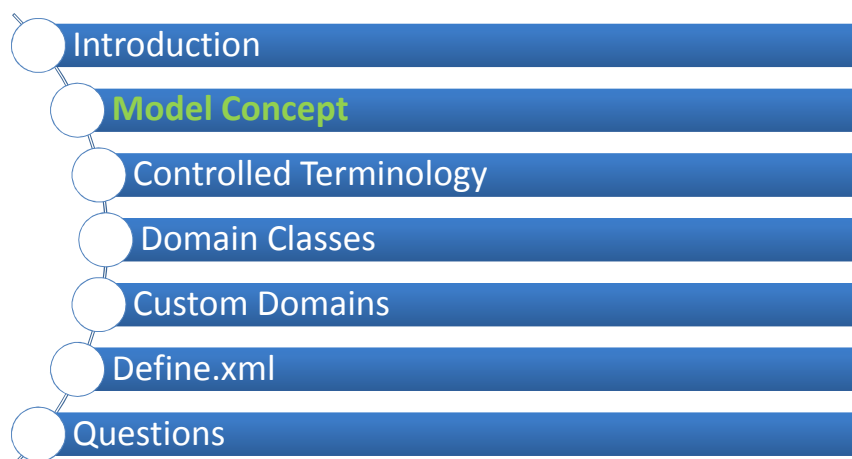 Introduction
Model Concept
Controlled Terminology
Domain Classes
Custom Domains
Define.xml
Questions